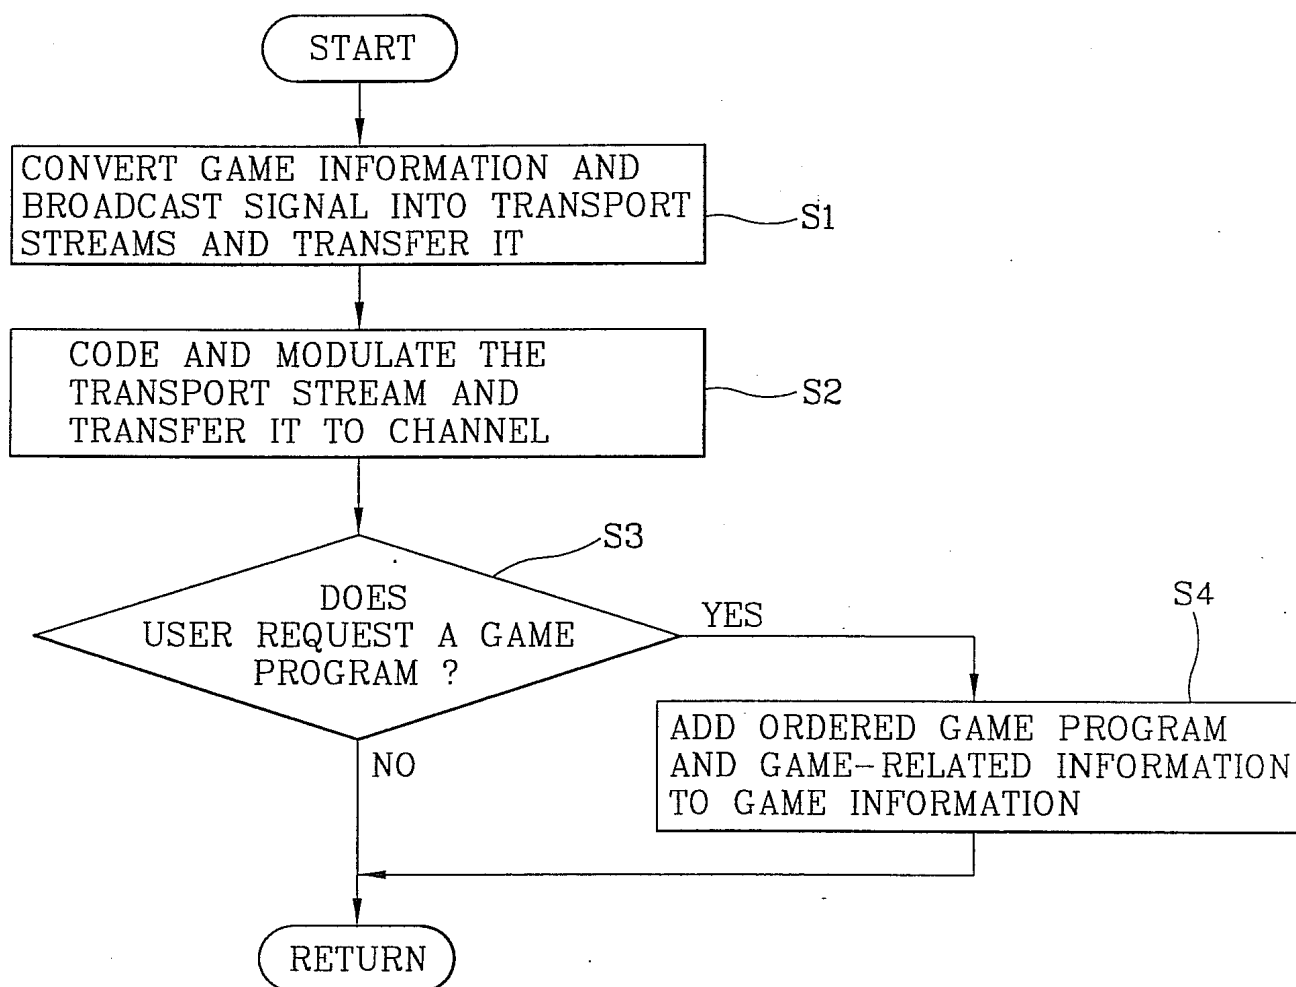 START
CONVERT GAME INFORMATION AND
BROADCAST SIGNAL INTO TRANSPORT
STREAMS AND TRANSFER IT
S1
CODE AND MODULATE THE
TRANSPORT STREAM AND
TRANSFER IT TO CHANNEL
S2
S3
DOES
USER REQUEST A GAME
PROGRAM ?
YES
S4
ADD ORDERED GAME PROGRAM
AND GAME-RELATED INFORMATION
TO GAME INFORMATION
NO
RETURN